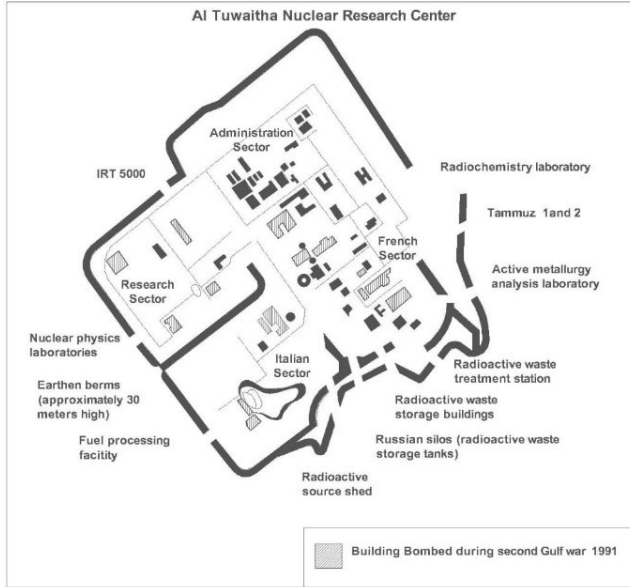 Al Tuwaitha Nuclear Research Center
Administration
Sector
IRT 5000
Radiochemistry laboratory
Tammuz 1and 2
French
Sector
Active metallurgy
analysis laboratory
Research
Sector
Nuclear physics
laboratories
Italian
Sector
Radioactive waste
treatment station
Earthen berms
(approximately 30
meters high)
Radioactive waste
storage buildings
Fuel processing
facitity
Russian silos (radioactive waste
storage tanks)
Radioactive
source shed
Building Bombed during second Gulf war 1991